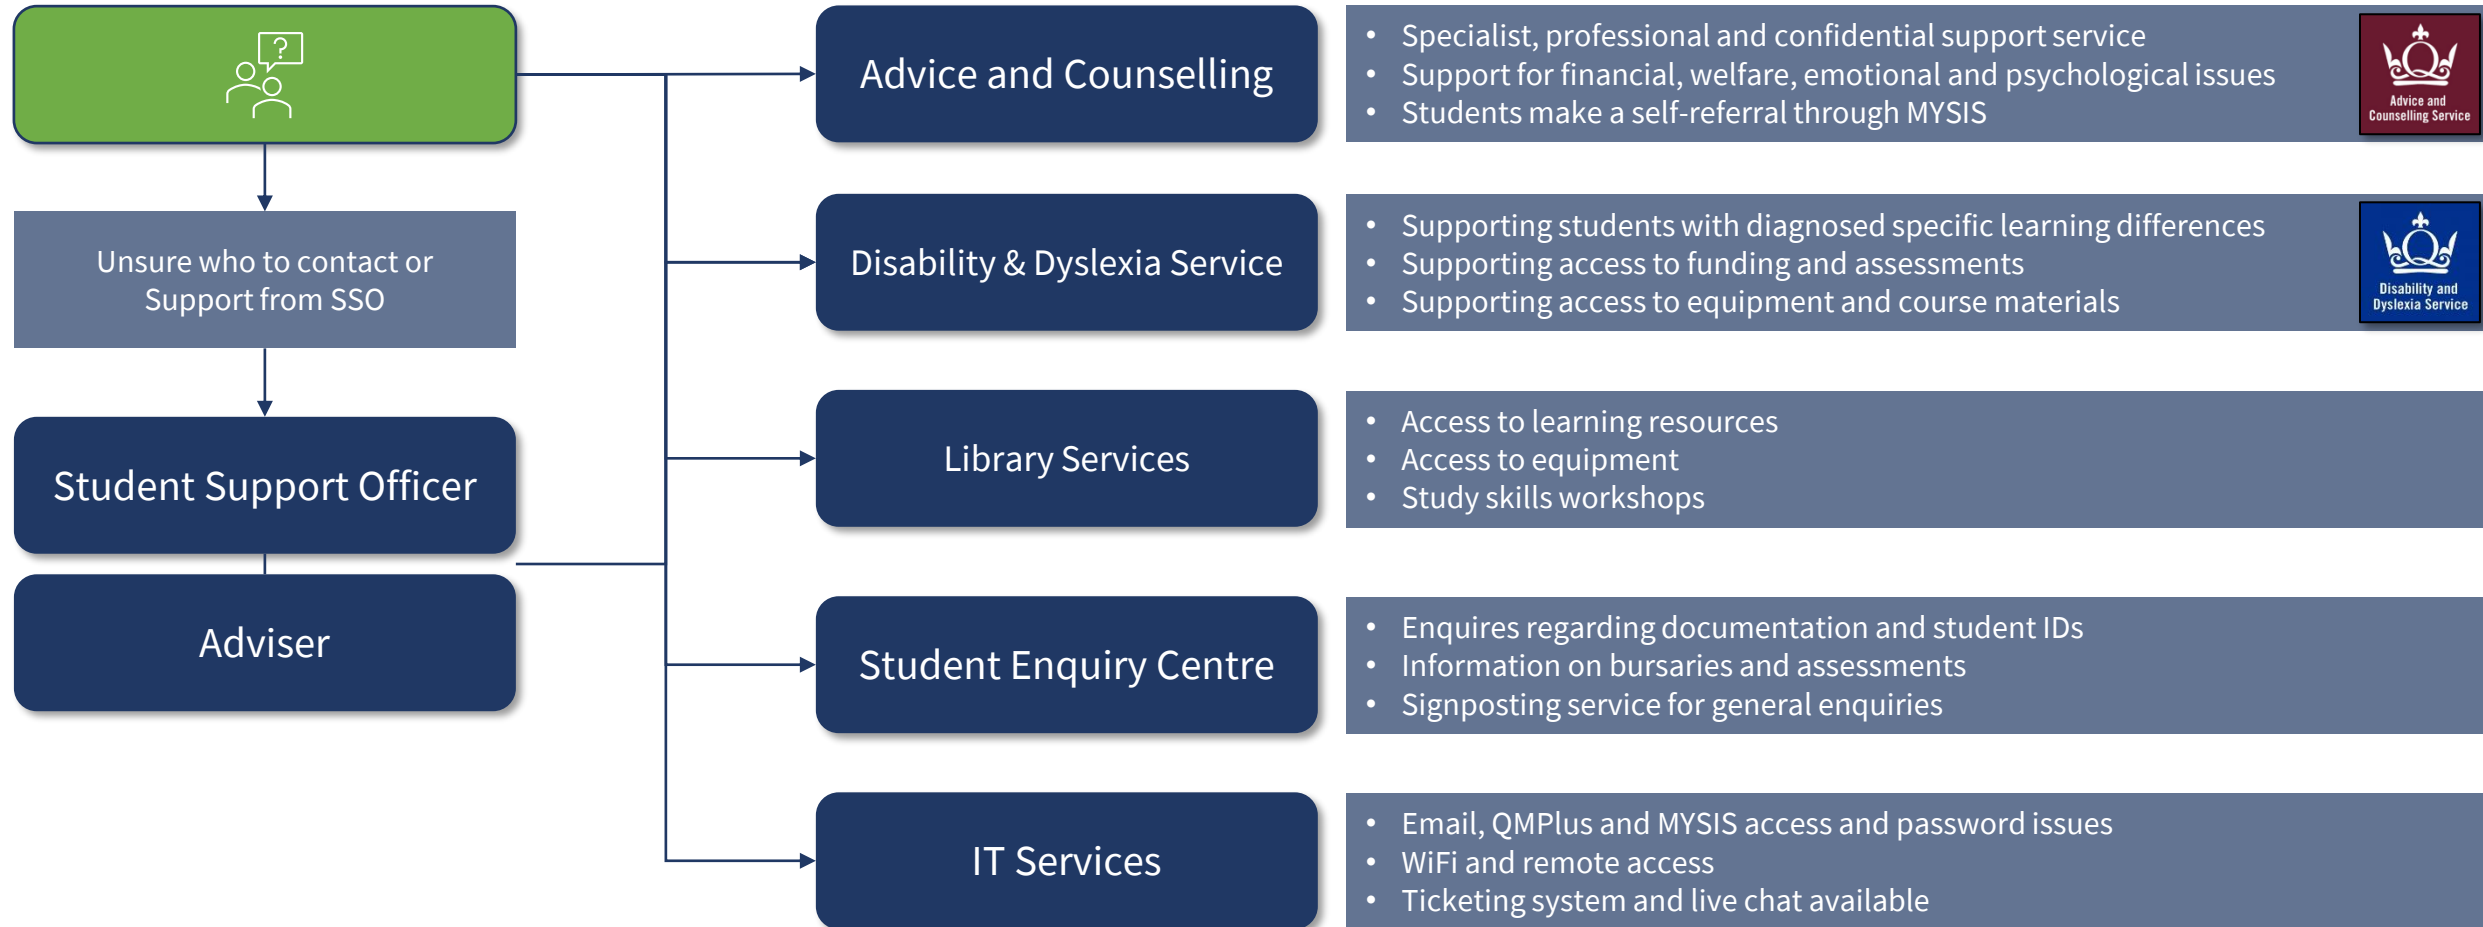 ?
Unsure who to contact or
Support from SSO
Student Support Officer
Adviser
Advice and Counselling
• Specialist, professional and confidential support service
• Support for financial, welfare, emotional and psychological issues
• Students make a self-referral through MYSIS
Advice and
Counselling Service
Disability & Dyslexia Service
• Supporting students with diagnosed specific learning differences
• Supporting access to funding and assessments
• Supporting access to equipment and course materials
Disability and
Dyslexia Service
Library Services
• Access to learning resources
• Access to equipment
• Study skills workshops
Student Enquiry Centre
• Enquires regarding documentation and student IDs
• Information on bursaries and assessments
• Signposting service for general enquiries
IT Services
• Email, QMPlus and MYSIS access and password issues
• WiFi and remote access
• Ticketing system and live chat available